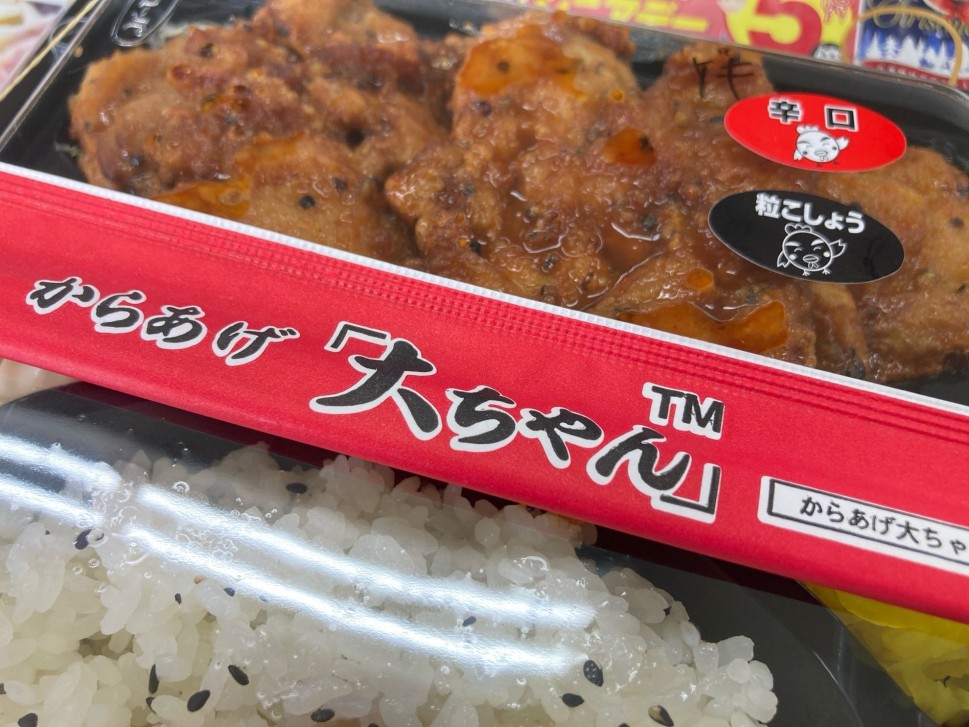 辛口
粒こしょう
からあげ「大ちゃん」™
からあげ大ちゃ